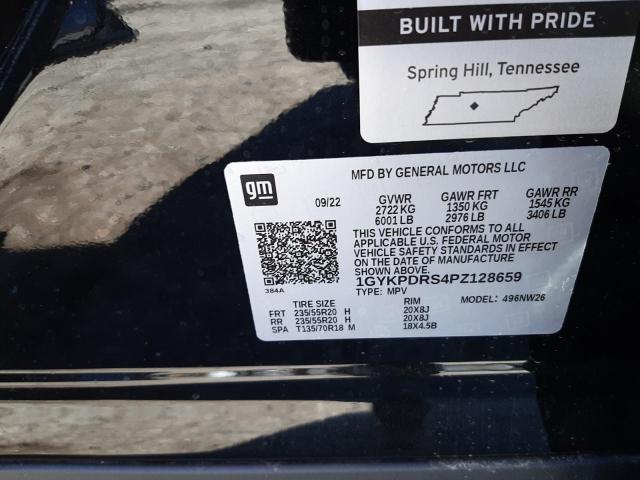 BUILT WITH PRIDE
Spring Hill, Tennessee
gm
MFD BY GENERAL MOTORS LLC
09/22
GVWR
2722 KG
6001 LB
GAWR FRT
1350 KG
2976 LB
GAWR RR
1545 KG
3406 LB
THIS VEHICLE CONFORMS TO ALL
APPLICABLE U.S. FEDERAL MOTOR
VEHICLE SAFETY STANDARDS IN EFFECT
ON THE DATE OF MANUFACTURE
SHOWN ABOVE.
1GYKPDRS4PZ128659
384A
TYPE: MPV
MODEL: 496NW26
TIRE SIZE RIM
FRT 235/55R20 H 20X8J
RR 235/55R20 H 20X8J
SPA T135/70R18 M 18X4.5B